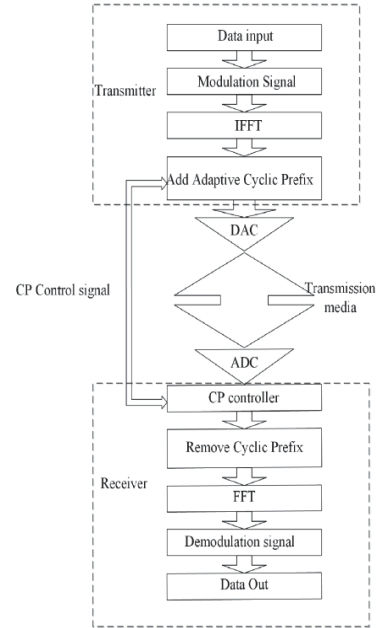 Data input
Modulation Signal
Transmitter
IFFT
Add Adaptive Cyclic Prefix
DAC
CP Control signal
Transmission
media
ADC
CP controller
Remove Cyclic Prefix
Receiver
FFT
Demodulation signal
Data Out